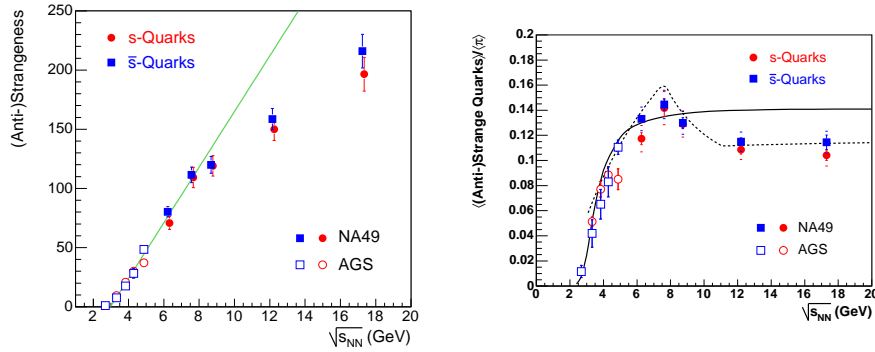 (Anti-)Strangeness
250
200
150
100
50
0
2 4 6 8 10 12 14 16 18 20
√sNN (GeV)
s-Quarks
s̅-Quarks
NA49
AGS
⟨(Anti-)Strange Quarks⟩/⟨π⟩
0.2
0.18
0.16
0.14
0.12
0.1
0.08
0.06
0.04
0.02
0
0 2 4 6 8 10 12 14 16 18 20
√sNN (GeV)
s-Quarks
s̅-Quarks
NA49
AGS